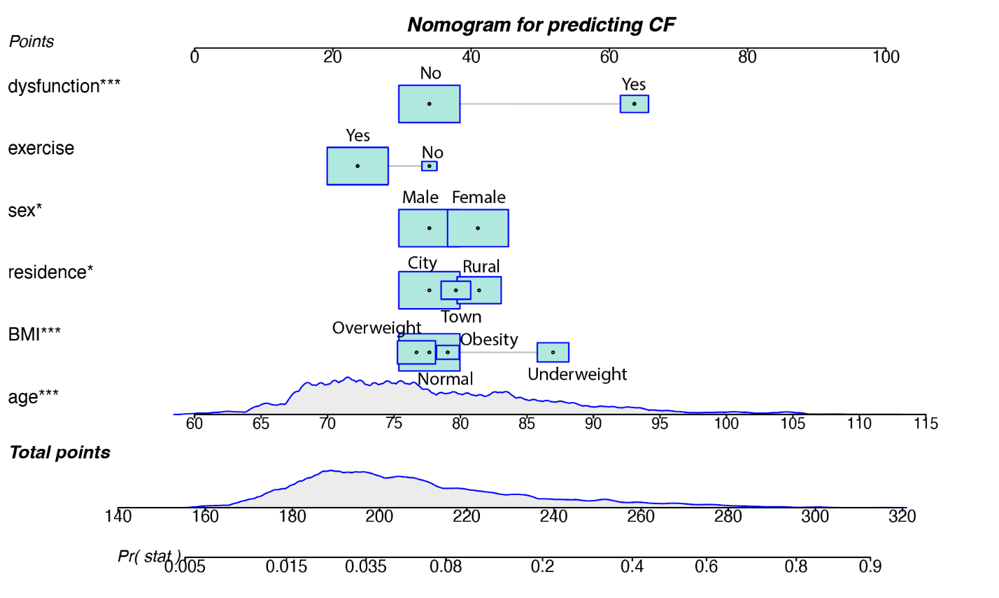 Nomogram for predicting CF
Points
0 20 40 60 80 100
No
dysfunction***
Yes
Yes
exercise
No
Male Female
sex*
City Rural
residence*
Town
Overweight
BMI***
Obesity
Normal Underweight
age***
60 65 70 75 80 85 90 95 100 105 110 115
Total points
140 160 180 200 220 240 260 280 300 320
Pr( stat )
0.005 0.015 0.035 0.08 0.2 0.4 0.6 0.8 0.9